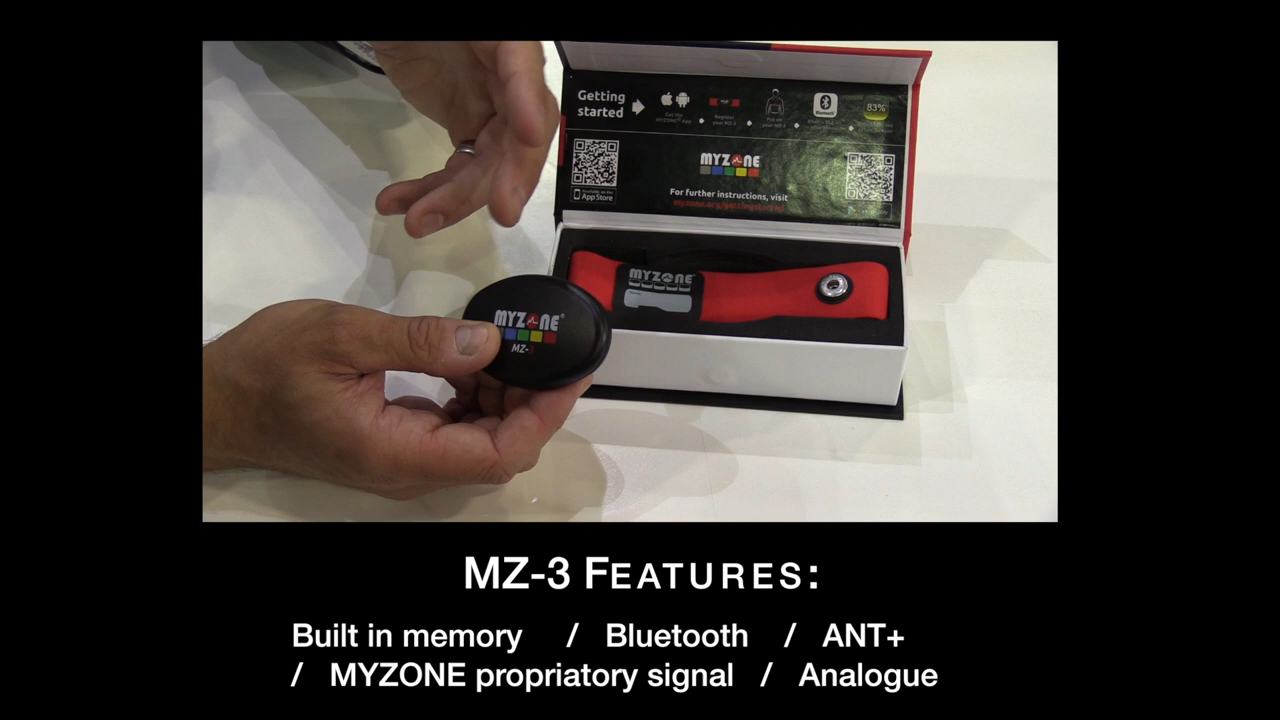 Getting
started
83%
MYZONE
App Store
For further instructions, visit
MYZONE
MYZONE®
MZ-
MZ-3 FEATURES:
Built in memory / Bluetooth / ANT+
/ MYZONE propriatory signal / Analogue